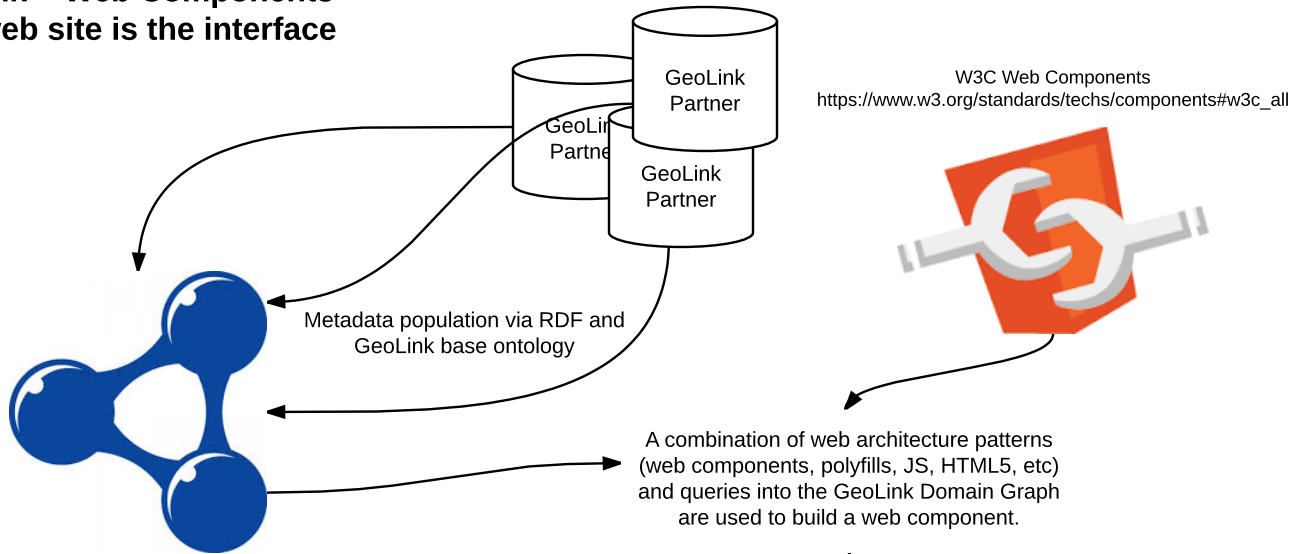 Web Components
web site is the interface
GeoLink
Partner
W3C Web Components
https://www.w3.org/standards/techs/components#w3c_all
GeoLink
Partner
Metadata population via RDF and
GeoLink base ontology
A combination of web architecture patterns
(web components, polyfills, JS, HTML5, etc)
and queries into the GeoLink Domain Graph
are used to build a web component.